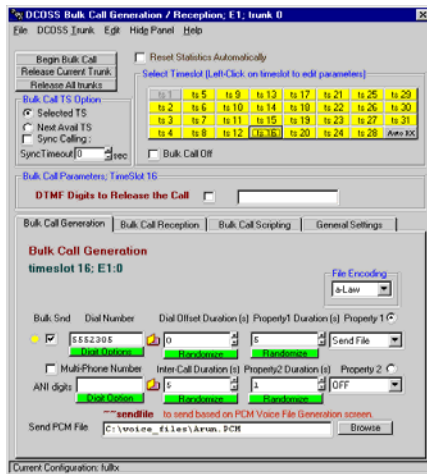 DCOSS Bulk Call Generation / Reception; E1; trunk 0
File DCOSS Trunk Edit Hide Panel Help
Begin Bulk Call
Release Current Trunk
Release All trunks
Reset Statistics Automatically
Select Timeslot (Left-Click on timeslot to edit parameters)
ts 1 ts 5 ts 9 ts 13 ts 17 ts 21 ts 25 ts 29
ts 2 ts 6 ts 10 ts 14 ts 18 ts 22 ts 26 ts 30
ts 3 ts 7 ts 11 ts 15 ts 19 ts 23 ts 27 ts 31
ts 4 ts 8 ts 12 ts 16 ts 20 ts 24 ts 28 Auto
Bulk Call Off
Bulk Call TS Option
Selected TS
Next Avail TS
Sync Calling :
SyncTimeout 0 sec
Bulk Call Parameters; TimeSlot 16
DTMF Digits to Release the Call
Bulk Call Generation Bulk Call Reception Bulk Call Scripting General Settings
Bulk Call Generation
timeslot 16; E1:0
File Encoding
a-Law
Bulk Snd Dial Number Dial Offset Duration (s) Property1 Duration (s) Property 1
5552305 0 5 Send File
Digit Options Randomize Randomize
Multi-Phone Number Inter-Call Duration (s) Property2 Duration (s) Property 2
ANI digits 5 1 OFF
Digit Option Randomize
~~sendfile to send based on PCM Voice File Generation screen.
Send PCM File C:\voice_files\Arun.PCM Browse
Current Configuration: fulltx